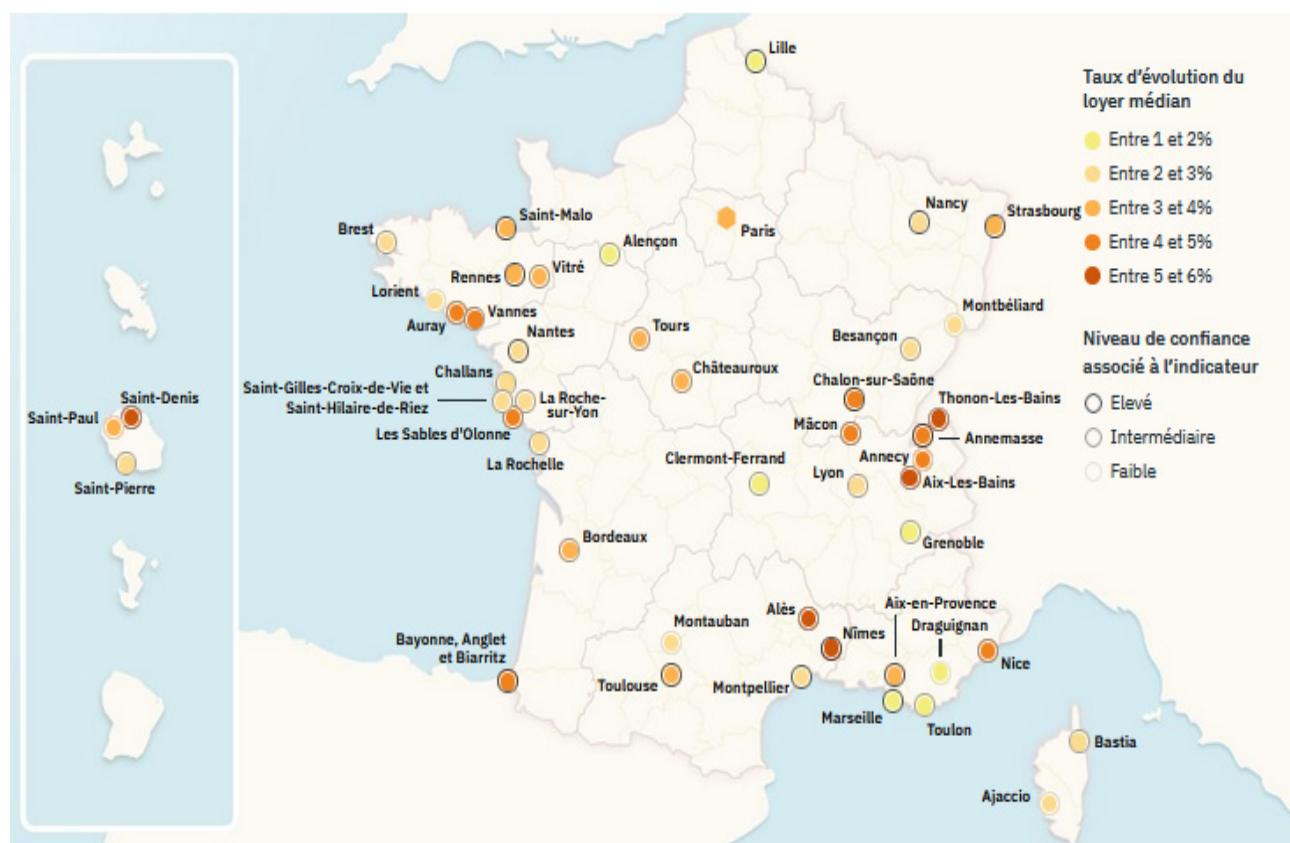 Lille
Taux d'évolution du
loyer médian
Entre 1 et 2%
Entre 2 et 3%
Entre 3 et 4%
Entre 4 et 5%
Entre 5 et 6%
Niveau de confiance
associé à l'indicateur
Elevé
Intermédiaire
Faible
Nancy
Strasbourg
Saint-Malo
Brest
Paris
Alençon
Rennes
Vitré
Lorient
Auray
Vannes
Montbéliard
Nantes
Tours
Besançon
Challans
Châteauroux
Chalon-sur-Saône
Saint-Gilles-Croix-de-Vie et
Saint-Hilaire-de-Riez
La Roche-
sur-Yon
Thonon-Les-Bains
Saint-Denis
Saint-Paul
Saint-Pierre
Les Sables d'Olonne
Mâcon
Annemasse
La Rochelle
Clermont-Ferrand
Annecy
Lyon
Aix-Les-Bains
Bordeaux
Grenoble
Alès
Aix-en-Provence
Draguignan
Montauban
Nîmes
Bayonne, Anglet
et Biarritz
Nice
Toulouse
Montpellier
Marseille
Toulon
Bastia
Ajaccio